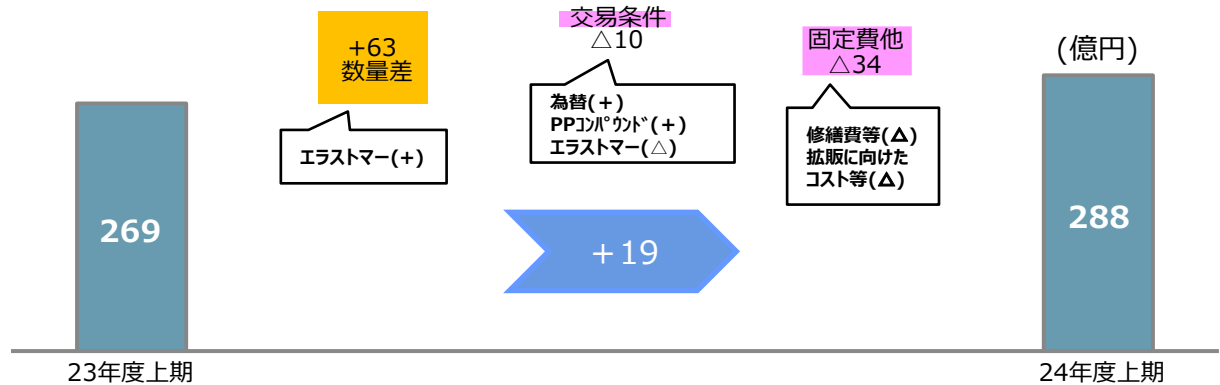 +63
数量差
エラストマー(+)
交易条件
△10
為替(+)
PPｺﾝﾊﾟｳﾝﾄﾞ(+)
エラストマー(△)
固定費他
△34
修繕費等(△)
拡販に向けた
コスト等(△)
(億円)
269
＋19
288
23年度上期
24年度上期